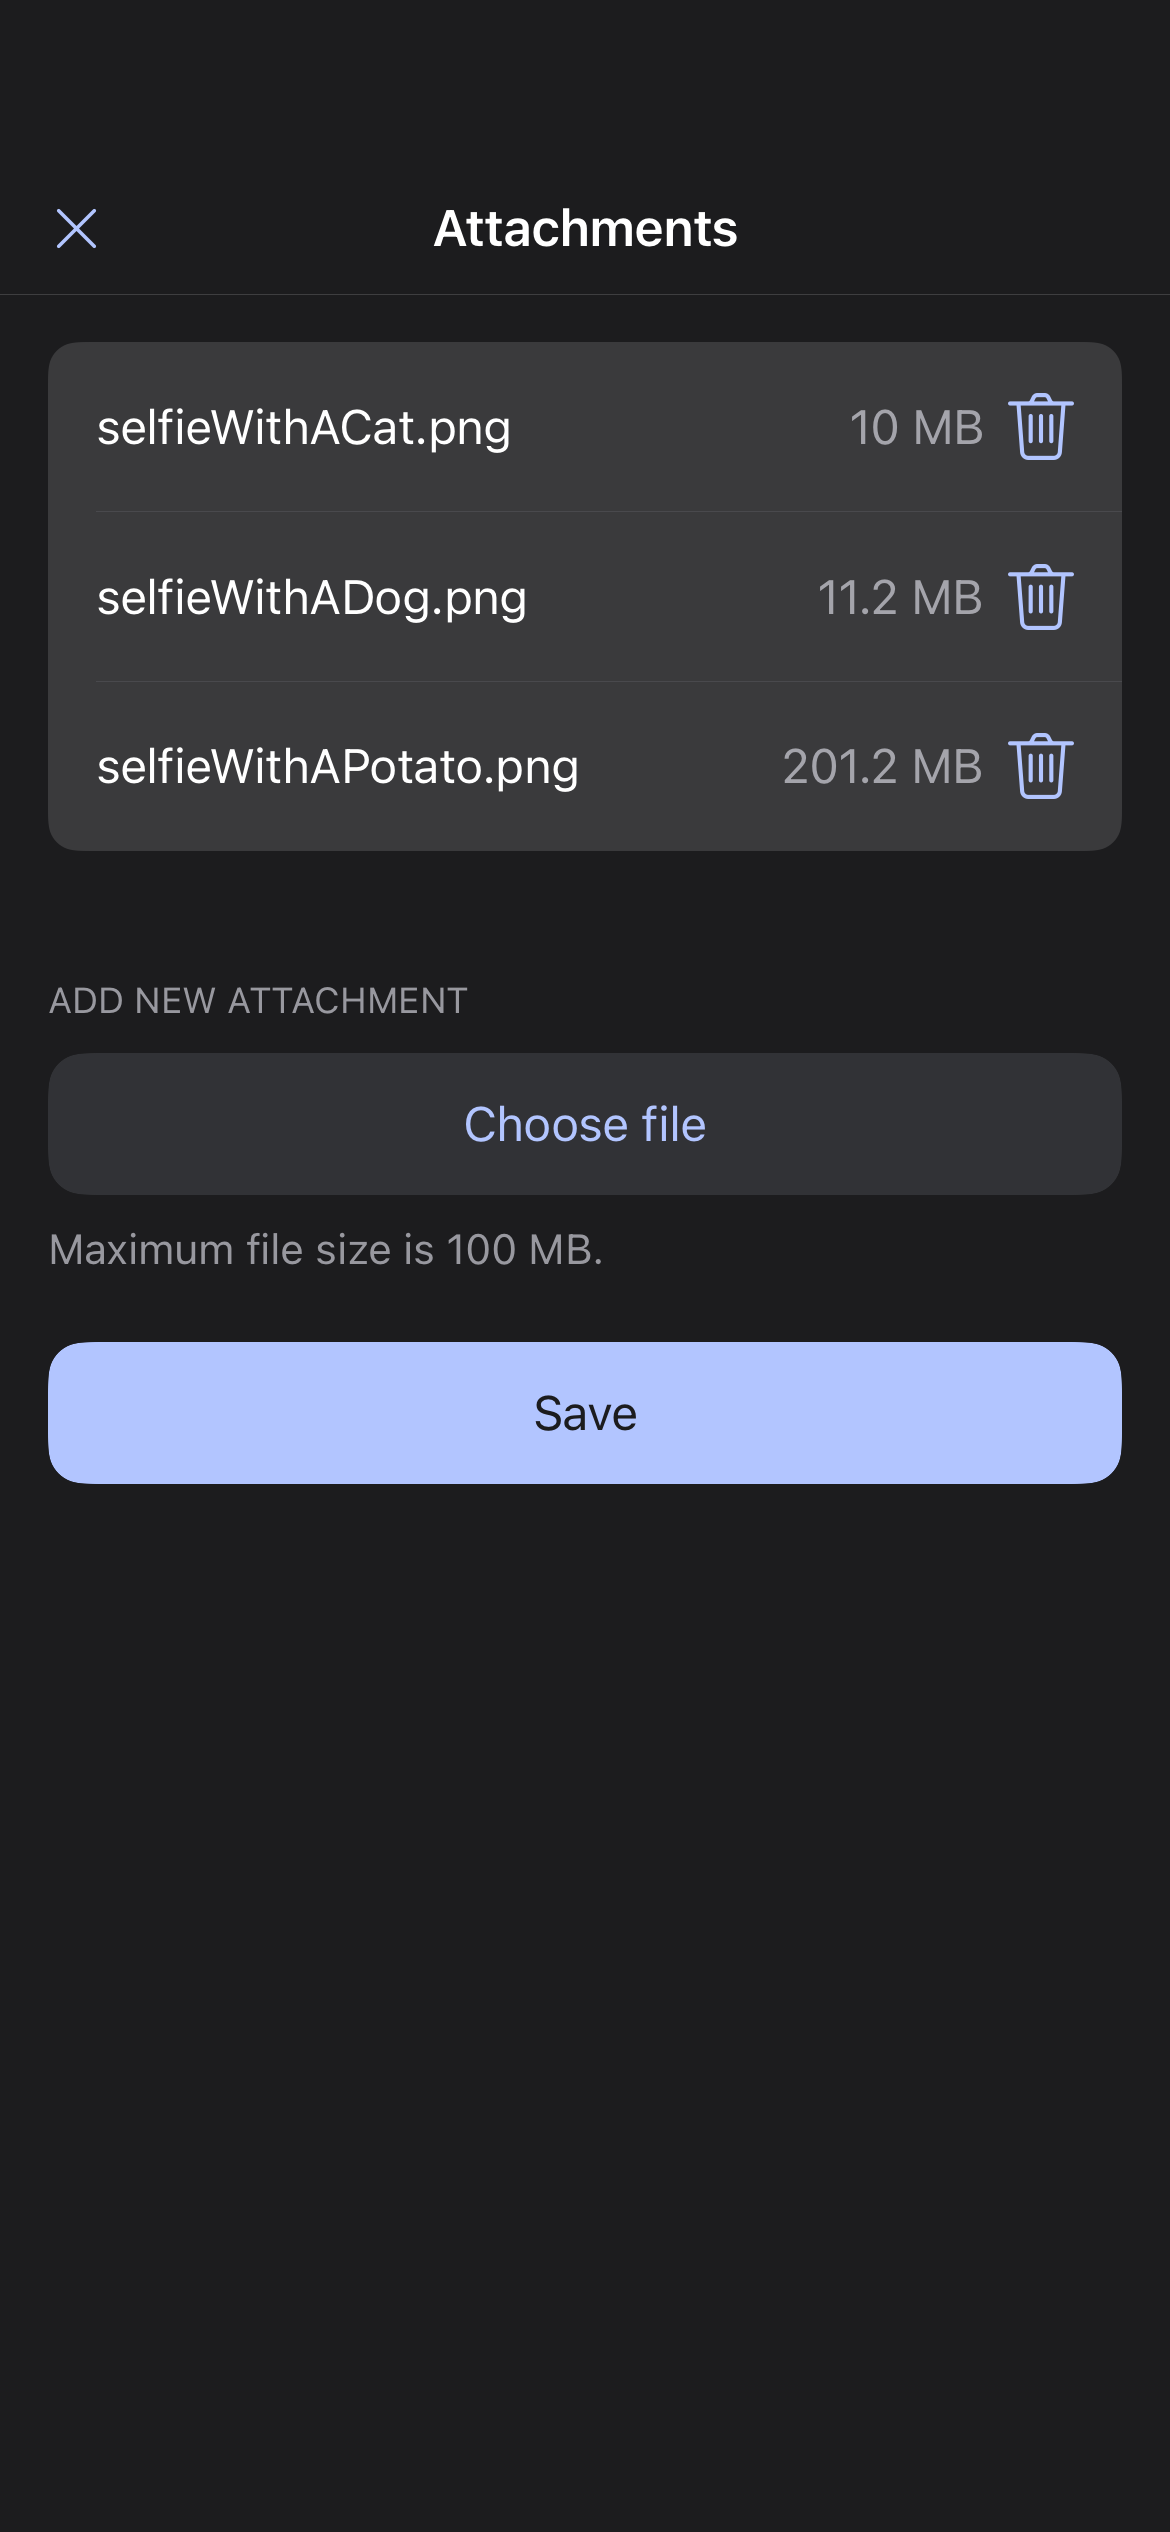 Attachments
selfieWithACat.png 10 MB
selfieWithADog.png 11.2 MB
selfieWithAPotato.png 201.2 MB
ADD NEW ATTACHMENT
Choose file
Maximum file size is 100 MB.
Save